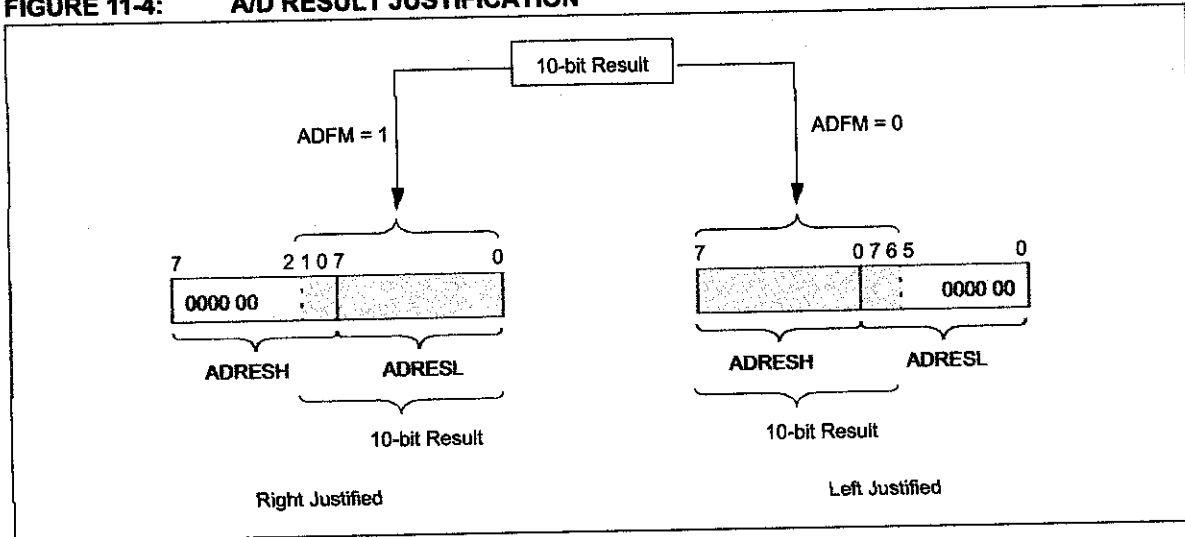 FIGURE 11-4: A/D RESULT JUSTIFICATION
10-bit Result
ADFM = 1
ADFM = 0
7 2 1 0 7 0
7 0 7 6 5 0
0000 00
0000 00
ADRESH ADRESL
ADRESH ADRESL
10-bit Result
10-bit Result
Right Justified
Left Justified